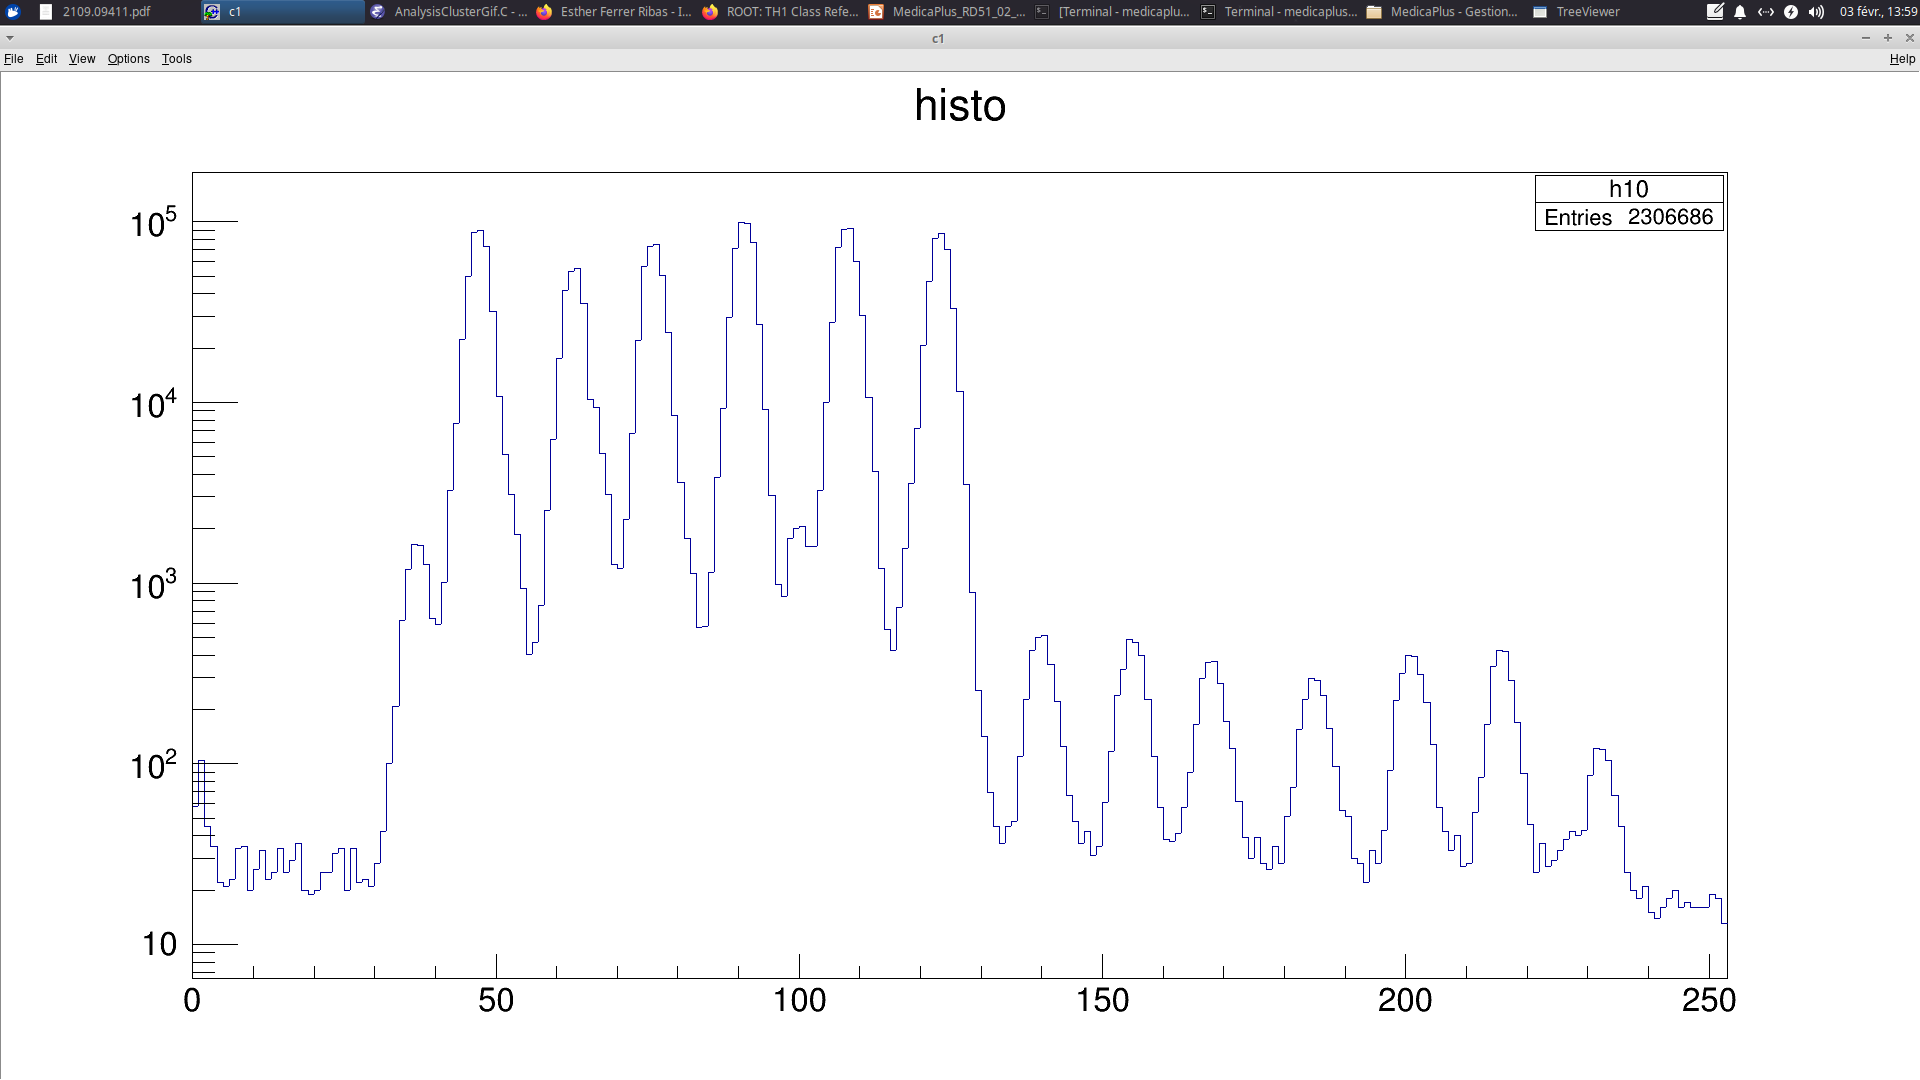 2109.09411.pdf c1 AnalysisClusterGif.C - ... Esther Ferrer Ribas - I... ROOT: TH1 Class Refe... MedicaPlus_RD51_02_... [Terminal - medicaplu... Terminal - medicaplus... MedicaPlus - Gestion... TreeViewer 03 févr., 13:59
c1
File Edit View Options Tools Help
histo
h10
Entries 2306686
10^5
10^4
10^3
10^2
10
0 50 100 150 200 250